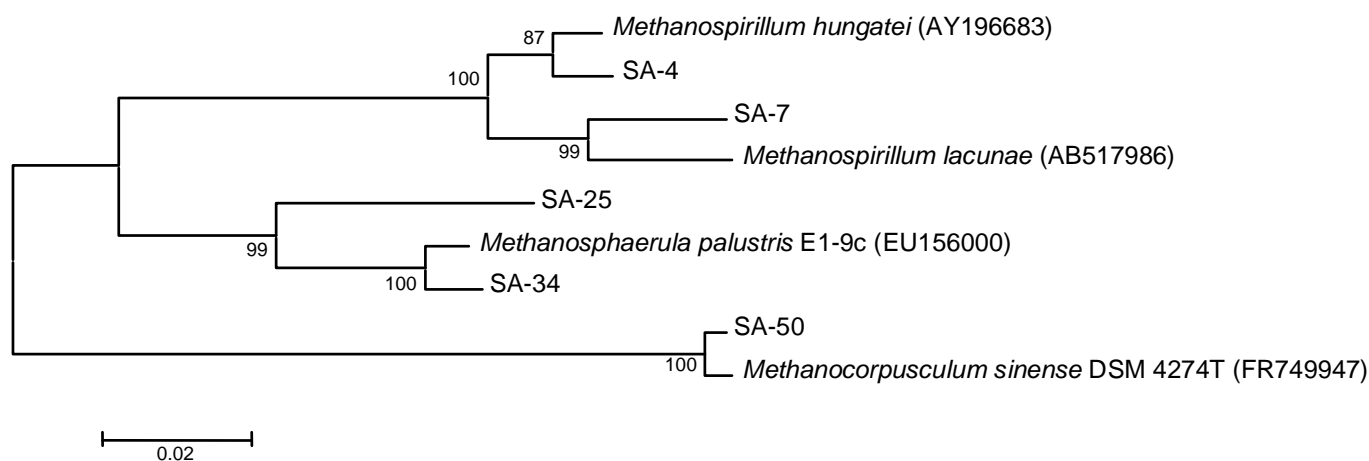 Methanospirillum hungatei (AY196683)
87
SA-4
100
SA-7
99
Methanospirillum lacunae (AB517986)
SA-25
99
Methanosphaerula palustris E1-9c (EU156000)
100
SA-34
SA-50
100
Methanocorpusculum sinense DSM 4274T (FR749947)
0.02